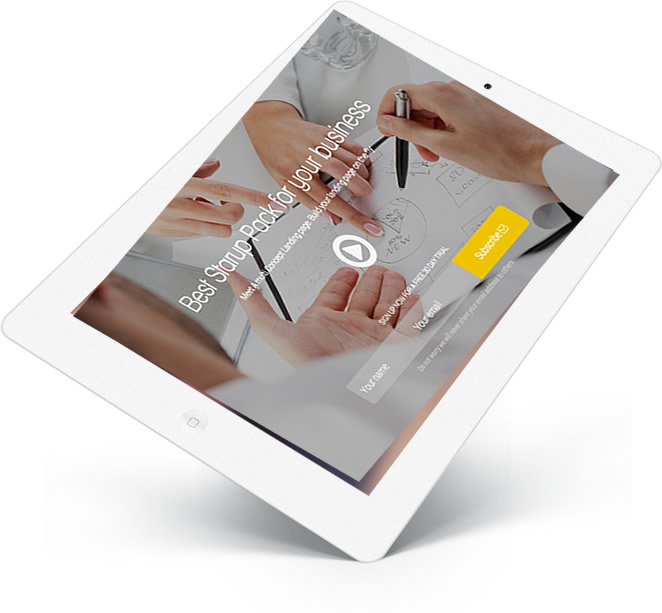 Best Starup Pack for your business
Meet A multi concept Landing page. Build your landing page on the fly
SIGN UP NOW FOR A FREE 30 DAY TRIAL
Your name
Your email
Subscribe
Do not worry we will never share your email address to others.